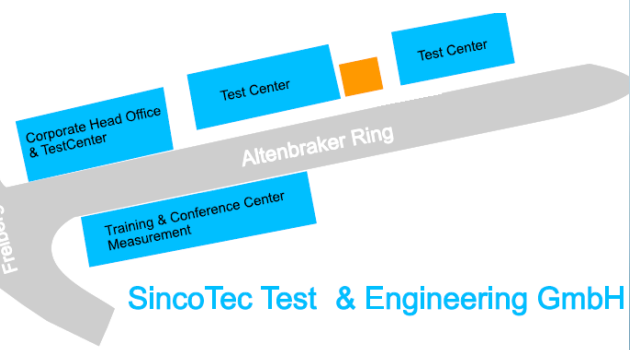 Test Center
Test Center
Corporate Head Office
& TestCenter
Altenbraker Ring
Training & Conference Center
Measurement
SincoTec Test & Engineering GmbH